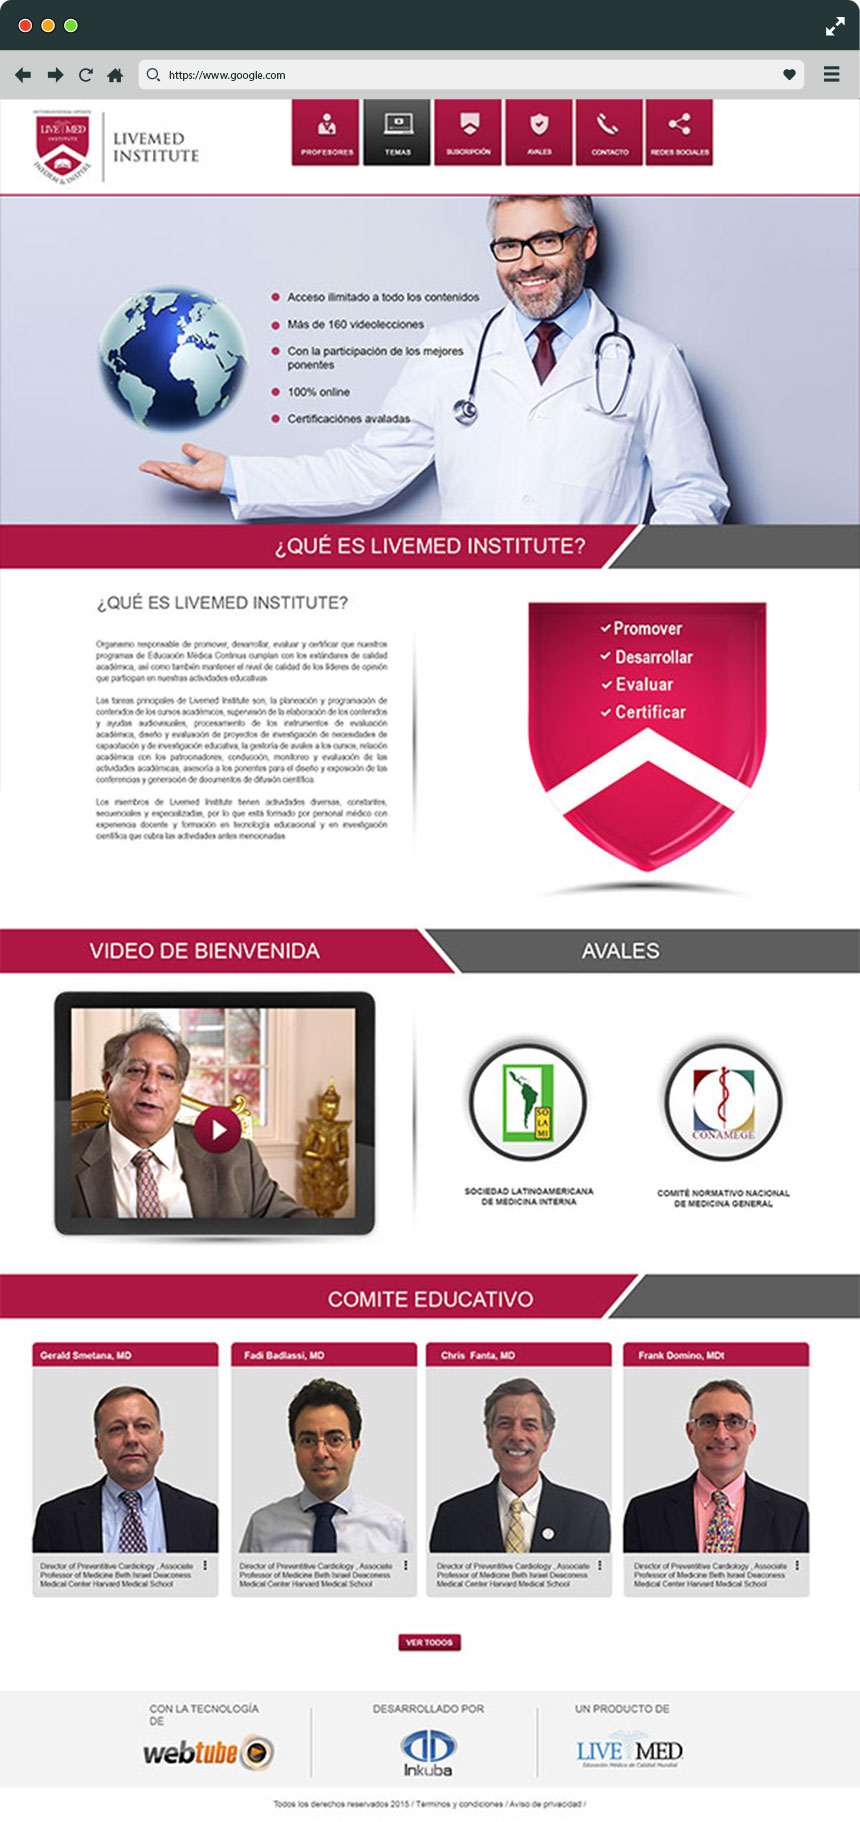 https://www.google.com
LIVE MED
INSTITUTE
INFORM & INSPIRE
LIVEMED
INSTITUTE
PROFESORES
TEMAS
SUSCRIPCIÓN
AVALES
CONTACTO
REDES SOCIALES
Acceso ilimitado a todo los contenidos
Más de 160 videolecciones
Con la participación de los mejores
ponentes
100% online
Certificaciónes avaladas
¿QUÉ ES LIVEMED INSTITUTE?
¿QUÉ ES LIVEMED INSTITUTE?
Organismo responsable de promover, desarrollar, evaluar y certificar que nuestros
programas de Educación Médica Continua cumplan con los estándares de calidad
académica, así como también mantener el nivel de calidad de los líderes de opinión
que participan en nuestras actividades educativas
Las tareas principales de Livemed Institute son; la planeación y programación de
contenidos de los cursos académicos, supervisión de la elaboración de los contenidos
y ayudas audiovisuales, procesamiento de los instrumentos de evaluación
académica, diseño y evaluación de proyectos de investigación de necesidades de
capacitación y de investigación educativa, la gestoría de avales a los cursos, relación
académica con los patrocinadores, conducción, monitoreo y evaluación de las
actividades académicas, asesoría a los ponentes para el diseño y exposición de las
conferencias y generación de documentos de difusión científica.
Los miembros de Livemed Institute tienen actividades diversas, constantes,
secuenciales y especializadas, por lo que está formado por personal médico con
experiencia docente y formación en tecnología educacional y en investigación
científica que cubra las actividades antes mencionadas
Promover
Desarrollar
Evaluar
Certificar
VIDEO DE BIENVENIDA
AVALES
SO
LA
MI
CONAMEGE
SOCIEDAD LATINOAMERICANA
DE MEDICINA INTERNA
COMITÉ NORMATIVO NACIONAL
DE MEDICINA GENERAL
COMITE EDUCATIVO
Gerald Smetana, MD
Fadi Badlassi, MD
Chris Fanta, MD
Frank Domino, MDt
Director of Preventitive Cardiology , Associate
Professor of Medicine Beth Israel Deaconess
Medical Center Harvard Medical School
Director of Preventitive Cardiology , Associate
Professor of Medicine Beth Israel Deaconess
Medical Center Harvard Medical School
Director of Preventitive Cardiology , Associate
Professor of Medicine Beth Israel Deaconess
Medical Center Harvard Medical School
Director of Preventitive Cardiology , Associate
Professor of Medicine Beth Israel Deaconess
Medical Center Harvard Medical School
VER TODOS
CON LA TECNOLOGÍA
DE
webtube
DESARROLLADO POR
Inkuba
UN PRODUCTO DE
LIVE MED
Educación Médica de Calidad Mundial
Todos los derechos reservados 2015 / Términos y condiciones / Aviso de privacidad /